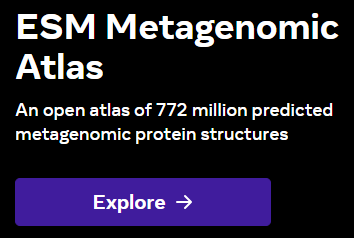 ESM Metagenomic
Atlas
An open atlas of 772 million predicted
metagenomic protein structures
Explore →